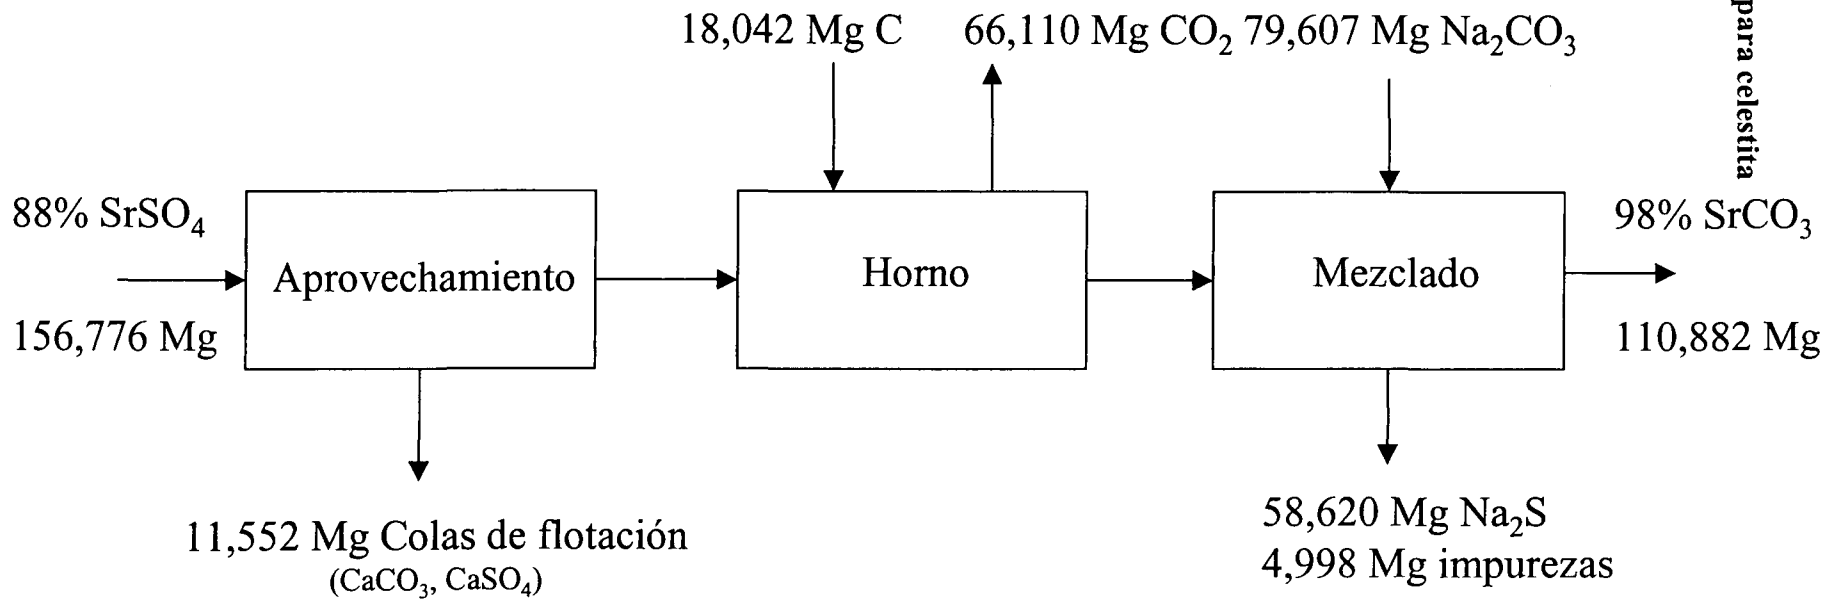 18,042 Mg C
66,110 Mg CO₂ 79,607 Mg Na₂CO₃
para celestita
88% SrSO₄
156,776 Mg
Aprovechamiento
Horno
Mezclado
98% SrCO₃
110,882 Mg
11,552 Mg Colas de flotación
(CaCO₃, CaSO₄)
58,620 Mg Na₂S
4,998 Mg impurezas